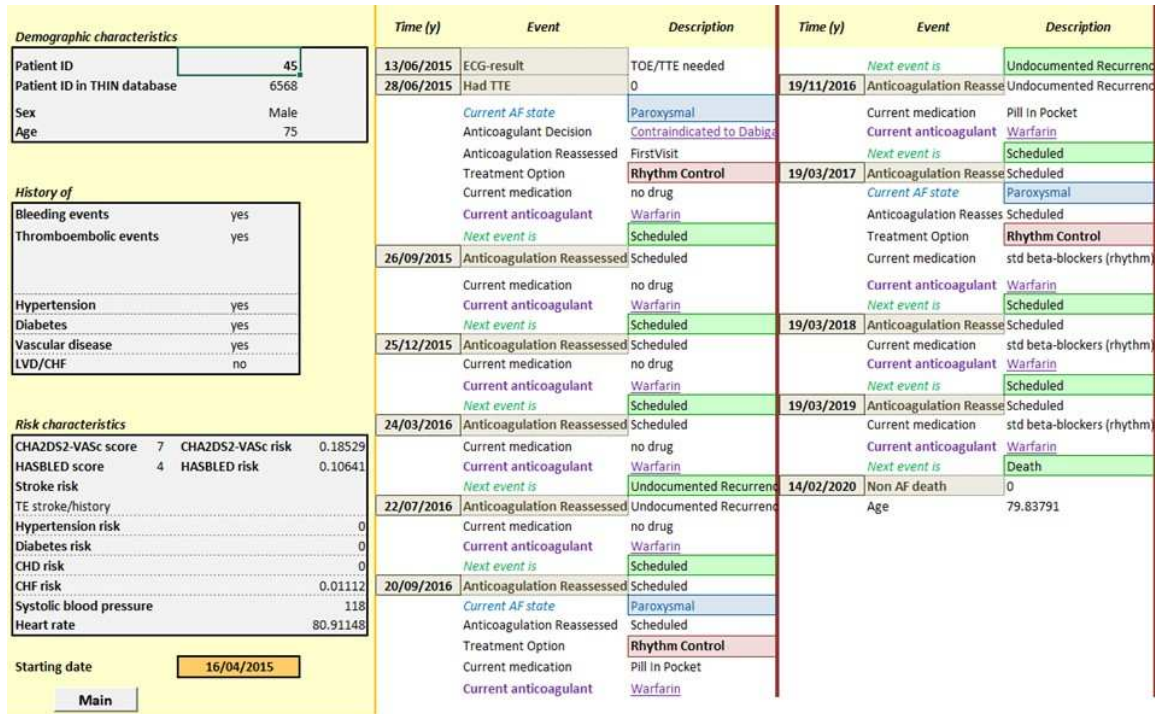 Demographic characteristics
Patient ID 45
Patient ID in THIN database 6568
Sex Male
Age 75
History of
Bleeding events yes
Thromboembolic events yes
Hypertension yes
Diabetes yes
Vascular disease yes
LVD/CHF no
Risk characteristics
CHA2DS2-VASc score 7 CHA2DS2-VASc risk 0.18529
HASBLED score 4 HASBLED risk 0.10641
Stroke risk
TE stroke/history
Hypertension risk 0
Diabetes risk 0
CHD risk 0
CHF risk 0.01112
Systolic blood pressure 118
Heart rate 80.91148
Starting date 16/04/2015
Main
Time (y) Event Description
13/06/2015 ECG-result TOE/TTE needed
28/06/2015 Had TTE 0
Current AF state Paroxysmal
Anticoagulant Decision Contraindicated to Dabiga
Anticoagulation Reassessed FirstVisit
Treatment Option Rhythm Control
Current medication no drug
Current anticoagulant Warfarin
Next event is Scheduled
26/09/2015 Anticoagulation Reassessed Scheduled
Current medication no drug
Current anticoagulant Warfarin
Next event is Scheduled
25/12/2015 Anticoagulation Reassessed Scheduled
Current medication no drug
Current anticoagulant Warfarin
Next event is Scheduled
24/03/2016 Anticoagulation Reassessed Scheduled
Current medication no drug
Current anticoagulant Warfarin
Next event is Undocumented Recurrenc
22/07/2016 Anticoagulation Reassessed Undocumented Recurrenc
Current medication no drug
Current anticoagulant Warfarin
Next event is Scheduled
20/09/2016 Anticoagulation Reassessed Scheduled
Current AF state Paroxysmal
Anticoagulation Reassessed Scheduled
Treatment Option Rhythm Control
Current medication Pill In Pocket
Current anticoagulant Warfarin
Time (y) Event Description
Next event is Undocumented Recurrenc
19/11/2016 Anticoagulation Reasse Undocumented Recurrenc
Current medication Pill In Pocket
Current anticoagulant Warfarin
Next event is Scheduled
19/03/2017 Anticoagulation Reasse Scheduled
Current AF state Paroxysmal
Anticoagulation Reasses Scheduled
Treatment Option Rhythm Control
Current medication std beta-blockers (rhythm)
Current anticoagulant Warfarin
Next event is Scheduled
19/03/2018 Anticoagulation Reasse Scheduled
Current medication std beta-blockers (rhythm)
Current anticoagulant Warfarin
Next event is Scheduled
19/03/2019 Anticoagulation Reasse Scheduled
Current medication std beta-blockers (rhythm)
Current anticoagulant Warfarin
Next event is Death
14/02/2020 Non AF death 0
Age 79.83791